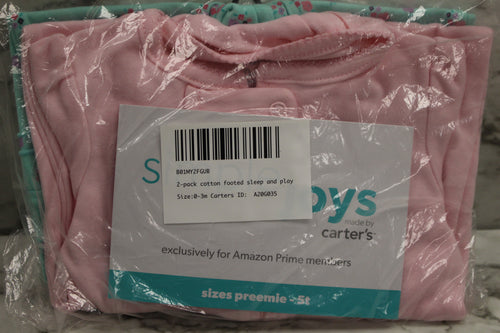 S oys
made by
carter's
B01MYZFGUR
2-pack cotton footed sleep and play
Size:0-3m Carters ID: A20G035
exclusively for Amazon Prime members
sizes preemie - 5t